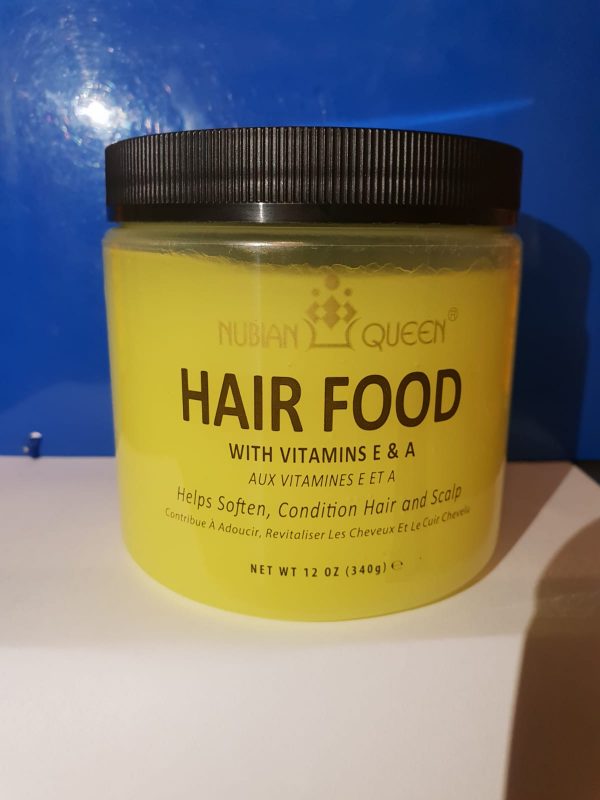 NUBIAN QUEEN®
HAIR FOOD
WITH VITAMINS E & A
AUX VITAMINES E ET A
Helps Soften, Condition Hair and Scalp
Contribue À Adoucir, Revitaliser Les Cheveux Et Le Cuir Chevelu
NET WT 12 OZ (340g) ℮